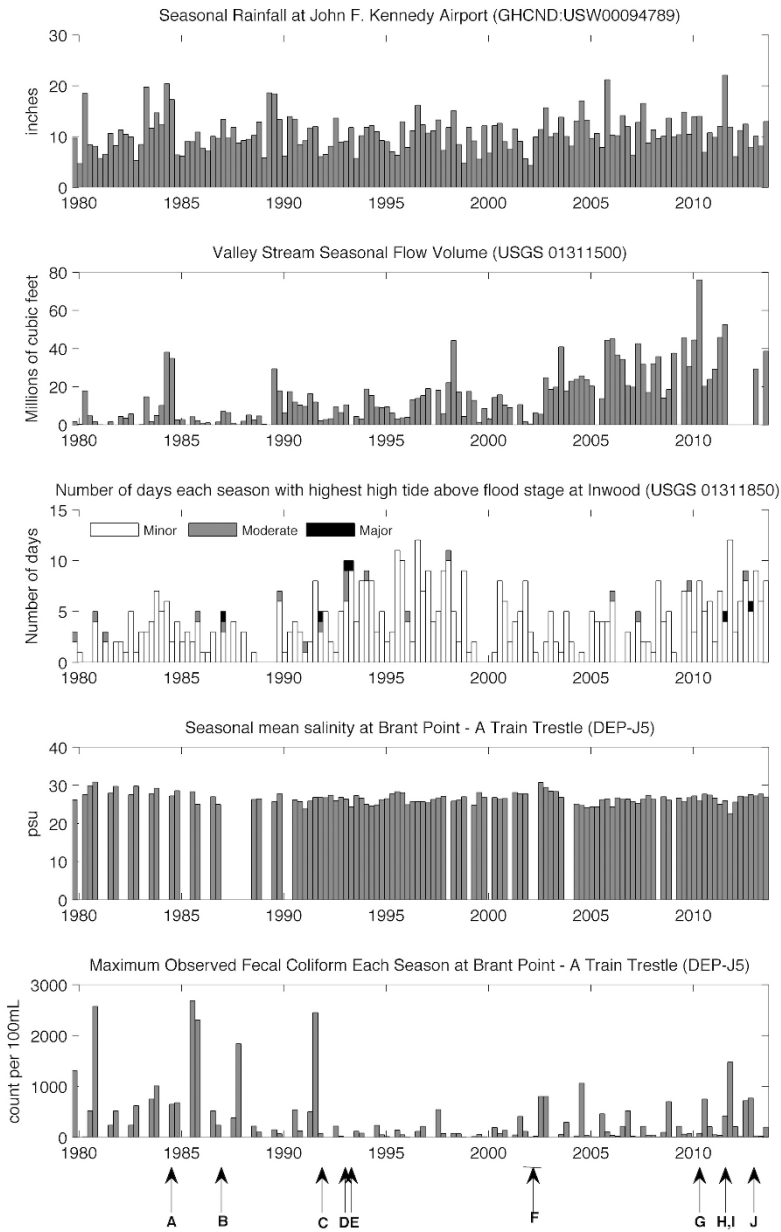 Seasonal Rainfall at John F. Kennedy Airport (GHCND:USW00094789)
30
20
10
0
inches
1980 1985 1990 1995 2000 2005 2010
Valley Stream Seasonal Flow Volume (USGS 01311500)
80
60
40
20
0
Millions of cubic feet
1980 1985 1990 1995 2000 2005 2010
Number of days each season with highest high tide above flood stage at Inwood (USGS 01311850)
15
10
5
0
Number of days
Minor Moderate Major
1980 1985 1990 1995 2000 2005 2010
Seasonal mean salinity at Brant Point - A Train Trestle (DEP-J5)
40
30
20
10
0
psu
1980 1985 1990 1995 2000 2005 2010
Maximum Observed Fecal Coliform Each Season at Brant Point - A Train Trestle (DEP-J5)
3000
2000
1000
0
count per 100mL
1980 1985 1990 1995 2000 2005 2010
A B C D E F G H,I J